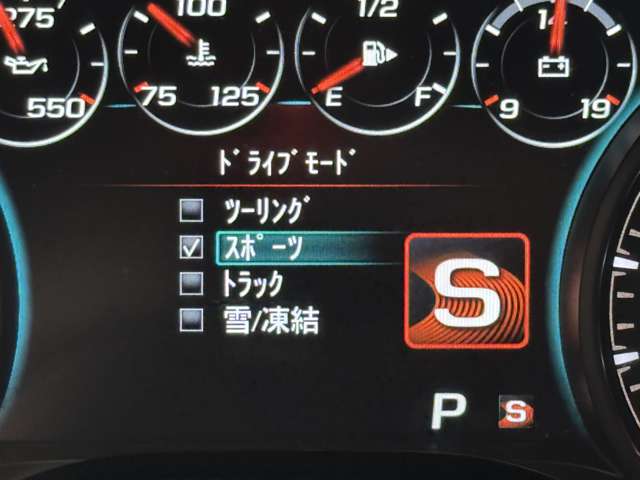 275
550
100
75 125
1/2
E F
14
9 19
ﾄﾞﾗｲﾌﾞﾓｰﾄﾞ
ﾂｰﾘﾝｸﾞ
ｽﾎﾟｰﾂ
ﾄﾗｯｸ
雪/凍結
S
P S